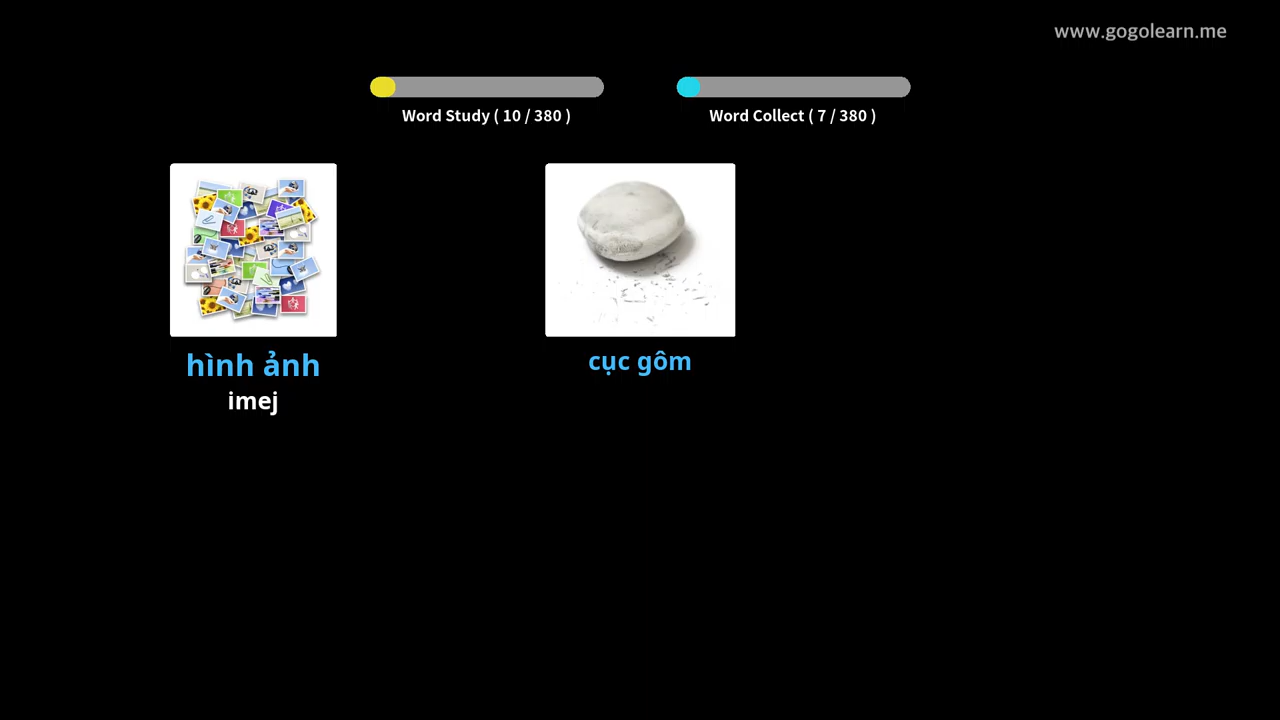 www.gogolearn.me
Word Study ( 10 / 380 )
Word Collect ( 7 / 380 )
hình ảnh
imej
cục gôm